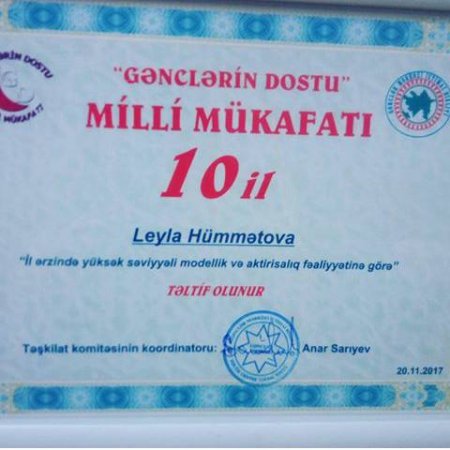 "GƏNCLƏRİN DOSTU"
MİLLİ MÜKAFATI
10 il
Leyla Hümmətova
"İl ərzində yüksək səviyyəli modellik və aktirisalıq fəaliyyətinə görə"
TƏLTİF OLUNUR
Təşkilat komitəsinin koordinatoru:
Anar Sarıyev
20.11.2017